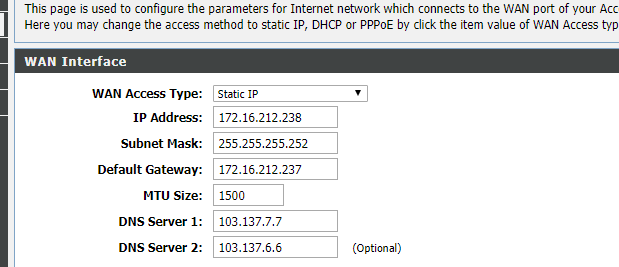 This page is used to configure the parameters for Internet network which connects to the WAN port of your
Here you may change the access method to static IP, DHCP or PPPoE by click the item value of WAN Access
WAN Interface
WAN Access Type: Static IP
IP Address: 172.16.212.238
Subnet Mask: 255.255.255.252
Default Gateway: 172.16.212.237
MTU Size: 1500
DNS Server 1: 103.137.7.7
DNS Server 2: 103.137.6.6 (Optional)